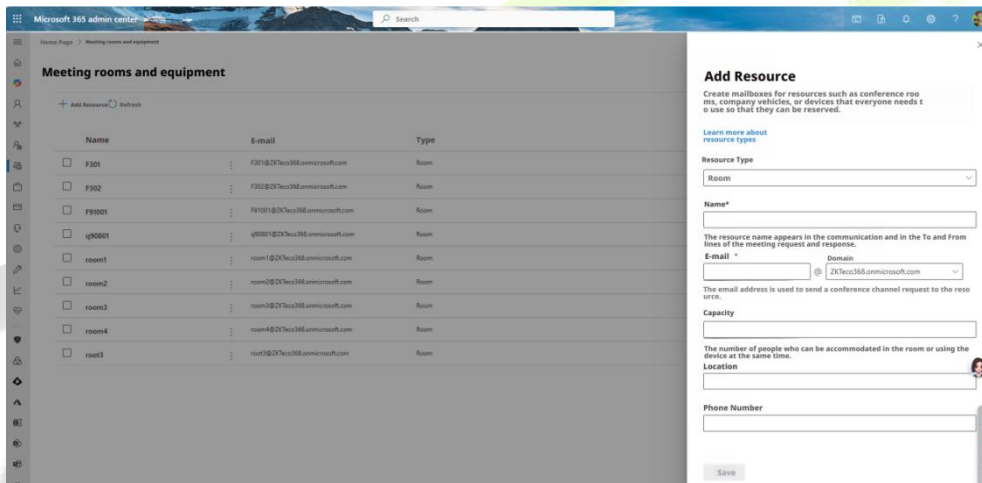 Microsoft 365 admin center
Search
Home Page > Meeting rooms and equipment
Meeting rooms and equipment
Add Resource Refresh
Name E-mail Type
F301 F301@ZKTeco368.onmicrosoft.com Room
F302 F302@ZKTeco368.onmicrosoft.com Room
F91001 F91001@ZKTeco368.onmicrosoft.com Room
q90801 q90801@ZKTeco368.onmicrosoft.com Room
room1 room1@ZKTeco368.onmicrosoft.com Room
room2 room2@ZKTeco368.onmicrosoft.com Room
room3 room3@ZKTeco368.onmicrosoft.com Room
room4 room4@ZKTeco368.onmicrosoft.com Room
root3 root3@ZKTeco368.onmicrosoft.com Room
Add Resource
Create mailboxes for resources such as conference roo
ms, company vehicles, or devices that everyone needs t
o use so that they can be reserved.
Learn more about
resource types
Resource Type
Room
Name*
The resource name appears in the communication and in the To and From
lines of the meeting request and response.
E-mail * Domain
@ ZKTeco368.onmicrosoft.com
The email address is used to send a conference channel request to the reso
urce.
Capacity
The number of people who can be accommodated in the room or using the
device at the same time.
Location
Phone Number
Save